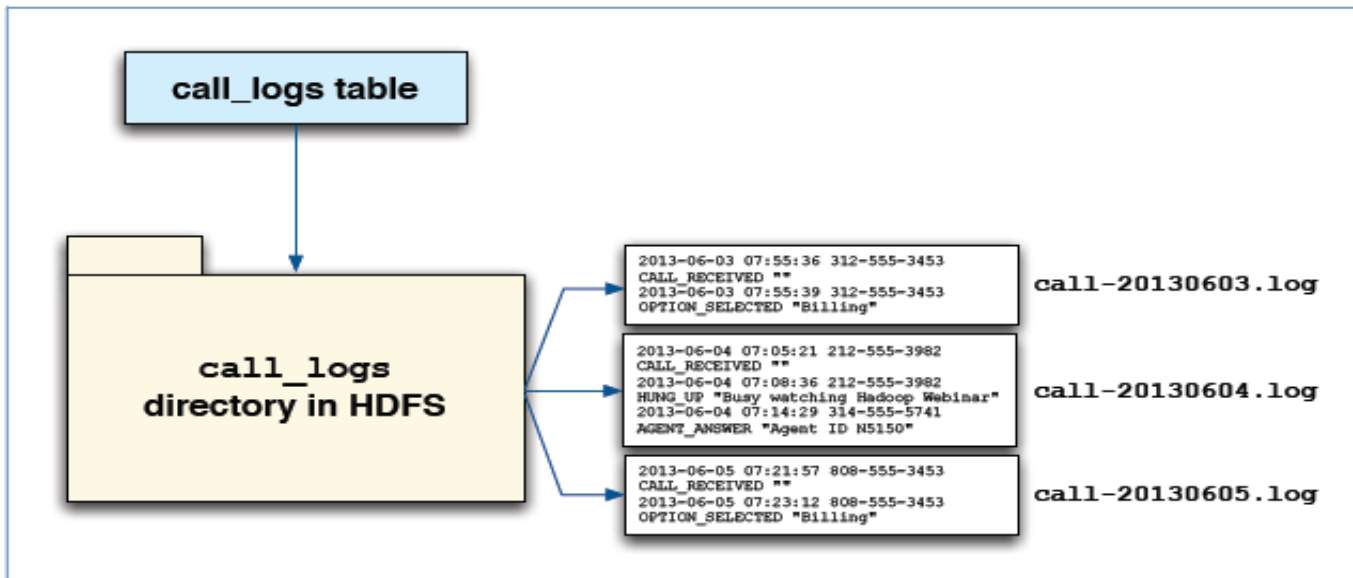 call_logs table
call_logs
directory in HDFS
2013-06-03 07:55:36 312-555-3453
CALL_RECEIVED ""
2013-06-03 07:55:39 312-555-3453
OPTION_SELECTED "Billing"
call-20130603.log
2013-06-04 07:05:21 212-555-3982
CALL_RECEIVED ""
2013-06-04 07:08:36 212-555-3982
HUNG_UP "Busy watching Hadoop Webinar"
2013-06-04 07:14:29 314-555-5741
AGENT_ANSWER "Agent ID N5150"
call-20130604.log
2013-06-05 07:21:57 808-555-3453
CALL_RECEIVED ""
2013-06-05 07:23:12 808-555-3453
OPTION_SELECTED "Billing"
call-20130605.log